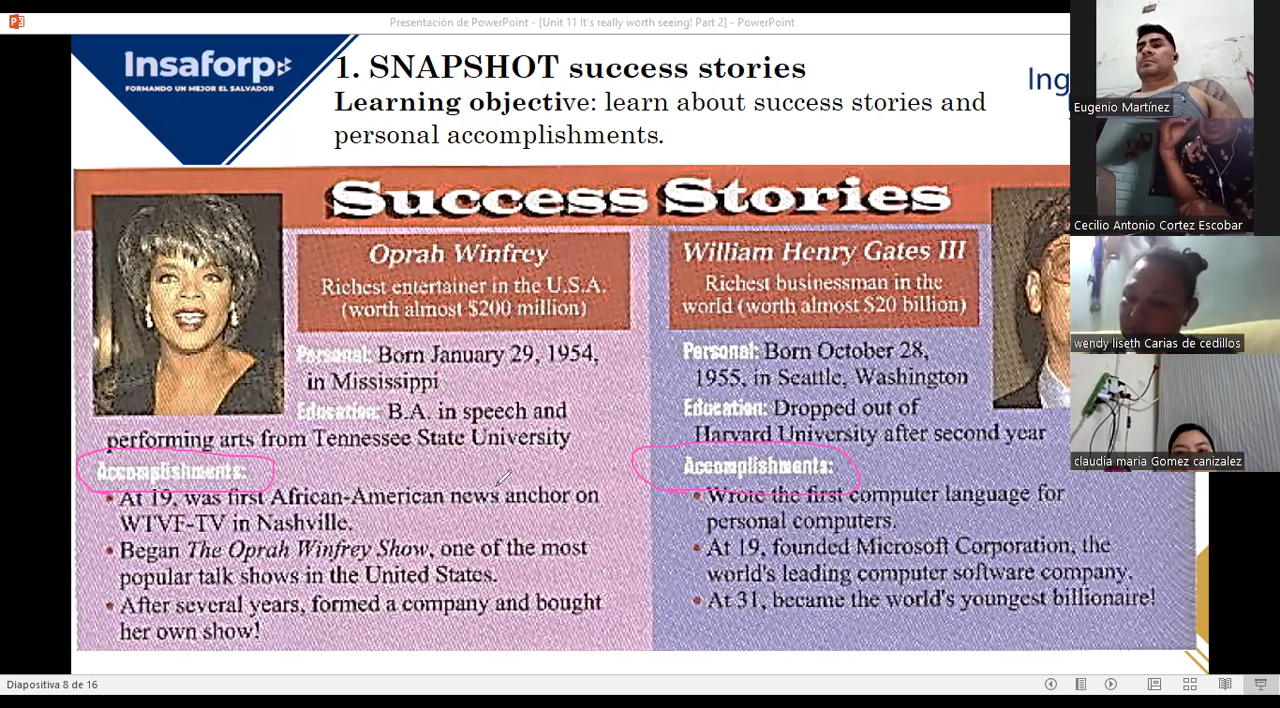 Presentación de PowerPoint - [Unit 11 It's really worth seeing! Part 2] - PowerPoint
Insaforp
FORMANDO UN MEJOR EL SALVADOR
1. SNAPSHOT success stories
Learning objective: learn about success stories and
personal accomplishments.
Ing
Success Stories
Oprah Winfrey
Richest entertainer in the U.S.A.
(worth almost $200 million)
Personal: Born January 29, 1954,
in Mississippi
Education: B.A. in speech and
performing arts from Tennessee State University
Accomplishments:
• At 19, was first African-American news anchor on
WTVF-TV in Nashville.
• Began The Oprah Winfrey Show, one of the most
popular talk shows in the United States.
• After several years, formed a company and bought
her own show!
William Henry Gates III
Richest businessman in the
world (worth almost $20 billion)
Personal: Born October 28,
1955, in Seattle, Washington
Education: Dropped out of
Harvard University after second year
Accomplishments:
• Wrote the first computer language for
personal computers.
• At 19, founded Microsoft Corporation, the
world's leading computer software company.
• At 31, became the world's youngest billionaire!
Eugenio Martínez
Cecilio Antonio Cortez Escobar
wendy liseth Carias de cedillos
claudia maria Gomez canizalez
Diapositiva 8 de 16